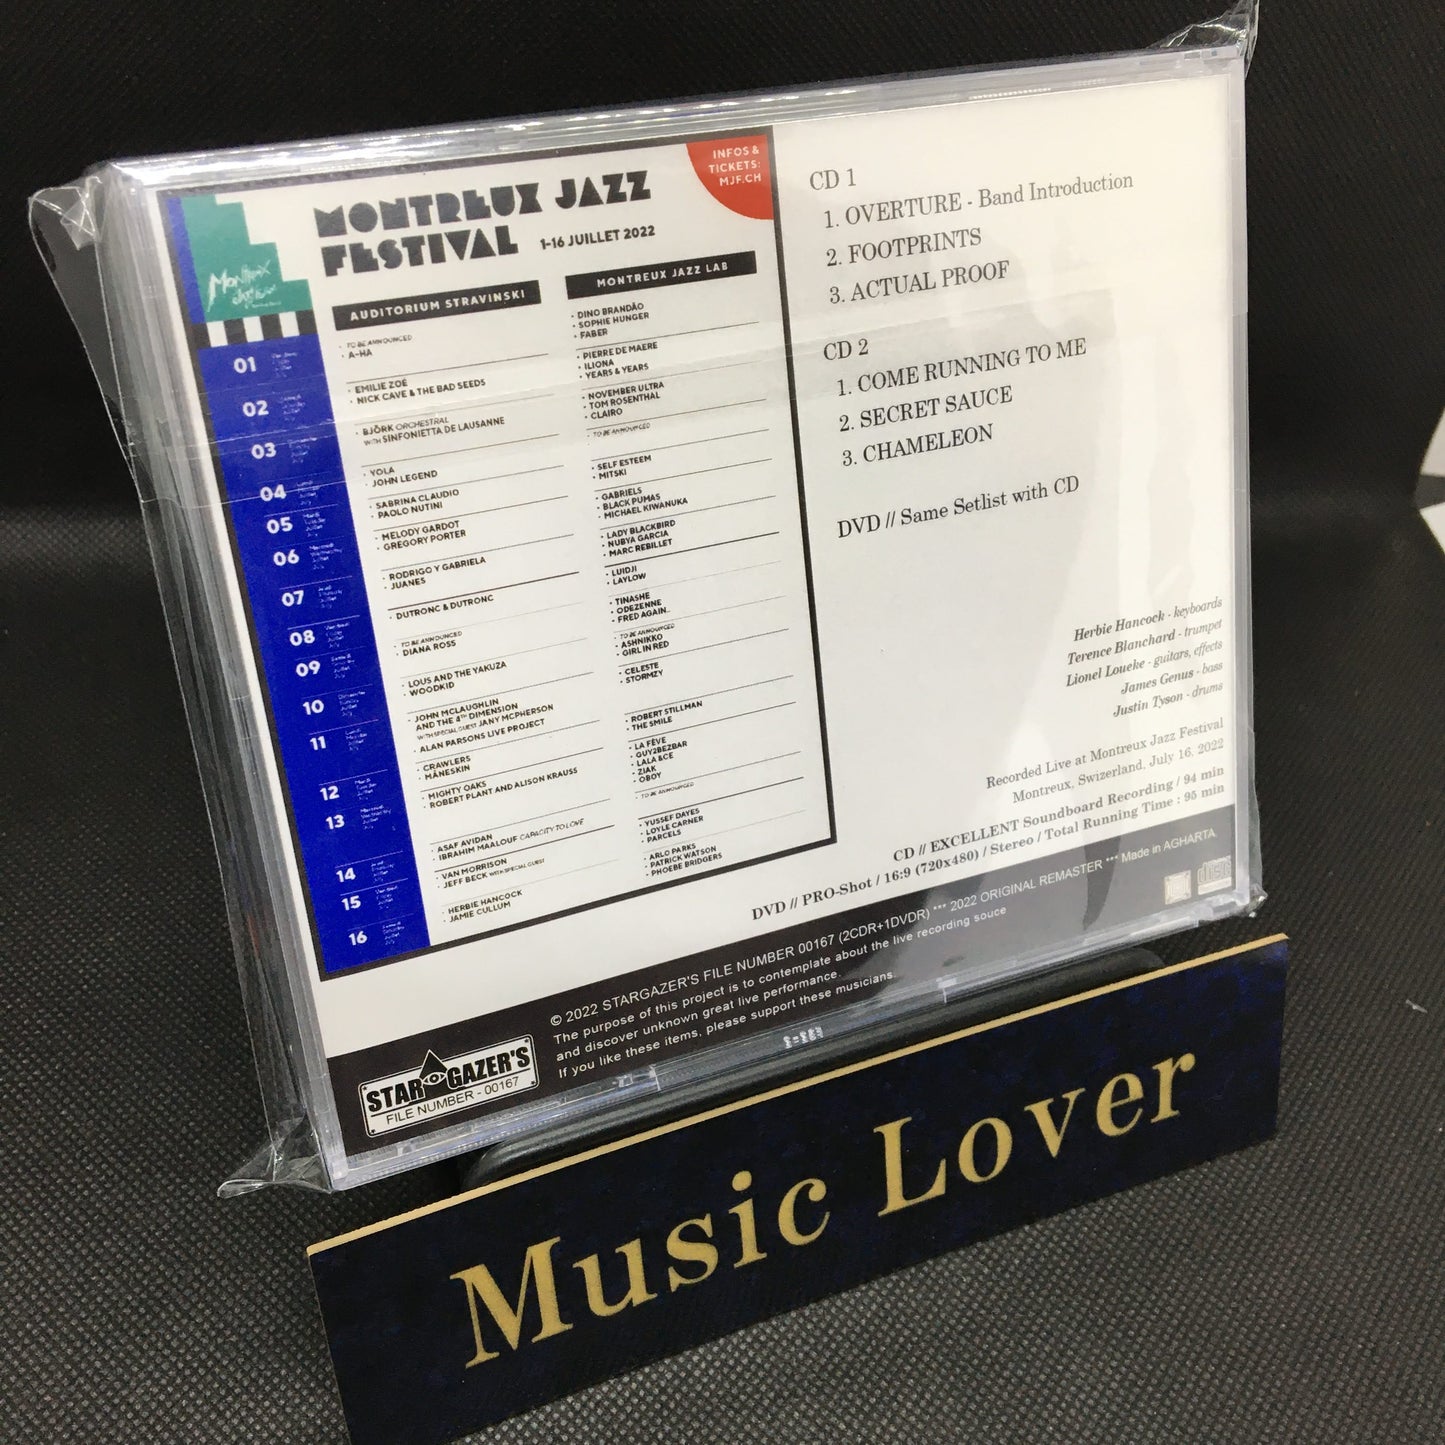 MONTREUX JAZZ
FESTIVAL 1-16 JUILLET 2022
INFOS &
TICKETS:
MJF.CH
AUDITORIUM STRAVINSKI
MONTREUX JAZZ LAB
01
· TO BE ANNOUNCED
· A-HA
· DINO BRANDÃO
· SOPHIE HUNGER
· FABER
02
· EMILIE ZOÉ
· NICK CAVE & THE BAD SEEDS
· PIERRE DE MAERE
· ILIONA
· YEARS & YEARS
03
· BJÖRK ORCHESTRAL
WITH SINFONIETTA DE LAUSANNE
· NOVEMBER ULTRA
· TOM ROSENTHAL
· CLAIRO
04
· YOLA
· JOHN LEGEND
· TO BE ANNOUNCED
05
· SABRINA CLAUDIO
· PAOLO NUTINI
· SELF ESTEEM
· MITSKI
06
· MELODY GARDOT
· GREGORY PORTER
· GABRIELS
· BLACK PUMAS
· MICHAEL KIWANUKA
07
· RODRIGO Y GABRIELA
· JUANES
· LADY BLACKBIRD
· NUBYA GARCIA
· MARC REBILLET
08
· DUTRONC & DUTRONC
· LUIDJI
· LAYLOW
09
· TO BE ANNOUNCED
· DIANA ROSS
· TINASHE
· ODEZENNE
· FRED AGAIN..
10
· LOUS AND THE YAKUZA
· WOODKID
· TO BE ANNOUNCED
· ASHNIKKO
· GIRL IN RED
11
· JOHN MCLAUGHLIN
AND THE 4TH DIMENSION
WITH SPECIAL GUEST JANY MCPHERSON
· ALAN PARSONS LIVE PROJECT
· CELESTE
· STORMZY
12
· CRAWLERS
· MÅNESKIN
· ROBERT STILLMAN
· THE SMILE
13
· MIGHTY OAKS
· ROBERT PLANT AND ALISON KRAUSS
· LA FÈVE
· GUY2BEZBAR
· LALA &CE
· ZIAK
· OBOY
14
· ASAF AVIDAN
· IBRAHIM MAALOUF CAPACITY TO LOVE
· TO BE ANNOUNCED
15
· VAN MORRISON
· JEFF BECK WITH SPECIAL GUEST
· YUSSEF DAYES
· LOYLE CARNER
· PARCELS
16
· HERBIE HANCOCK
· JAMIE CULLUM
· ARLO PARKS
· PATRICK WATSON
· PHOEBE BRIDGERS
CD 1
1. OVERTURE - Band Introduction
2. FOOTPRINTS
3. ACTUAL PROOF
CD 2
1. COME RUNNING TO ME
2. SECRET SAUCE
3. CHAMELEON
DVD // Same Setlist with CD
Herbie Hancock - keyboards
Terence Blanchard - trumpet
Lionel Loueke - guitars, effects
James Genus - bass
Justin Tyson - drums
Recorded Live at Montreux Jazz Festival
Montreux, Swizerland, July 16, 2022
CD // EXCELLENT Soundboard Recording / 94 min
DVD // PRO-Shot / 16:9 (720x480) / Stereo / Total Running Time : 95 min
© 2022 STARGAZER'S FILE NUMBER 00167 (2CDR+1DVDR) *** 2022 ORIGINAL REMASTER *** Made in AGHARTA
The purpose of this project is to contemplate about the live recording souce
and discover unknown great live performance.
If you like these items, please support these musicians.
STAR GAZER'S
FILE NUMBER - 00167
Music Lover